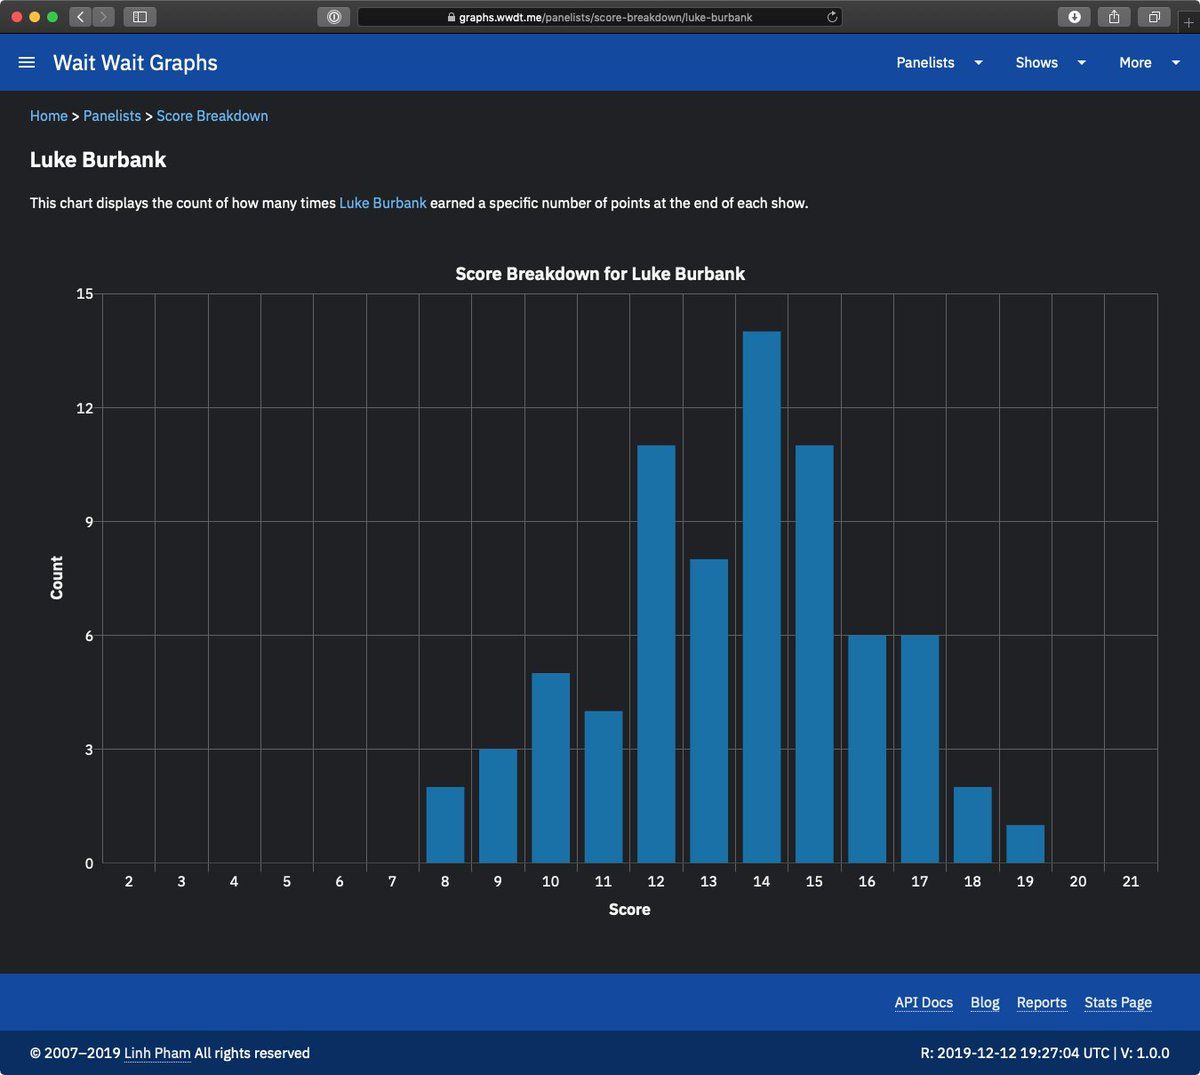 graphs.wwdt.me/panelists/score-breakdown/luke-burbank
Wait Wait Graphs
Panelists
Shows
More
Home > Panelists > Score Breakdown
Luke Burbank
This chart displays the count of how many times Luke Burbank earned a specific number of points at the end of each show.
Score Breakdown for Luke Burbank
15
12
9
6
3
0
Count
2 3 4 5 6 7 8 9 10 11 12 13 14 15 16 17 18 19 20 21
Score
API Docs Blog Reports Stats Page
© 2007–2019 Linh Pham All rights reserved
R: 2019-12-12 19:27:04 UTC | V: 1.0.0